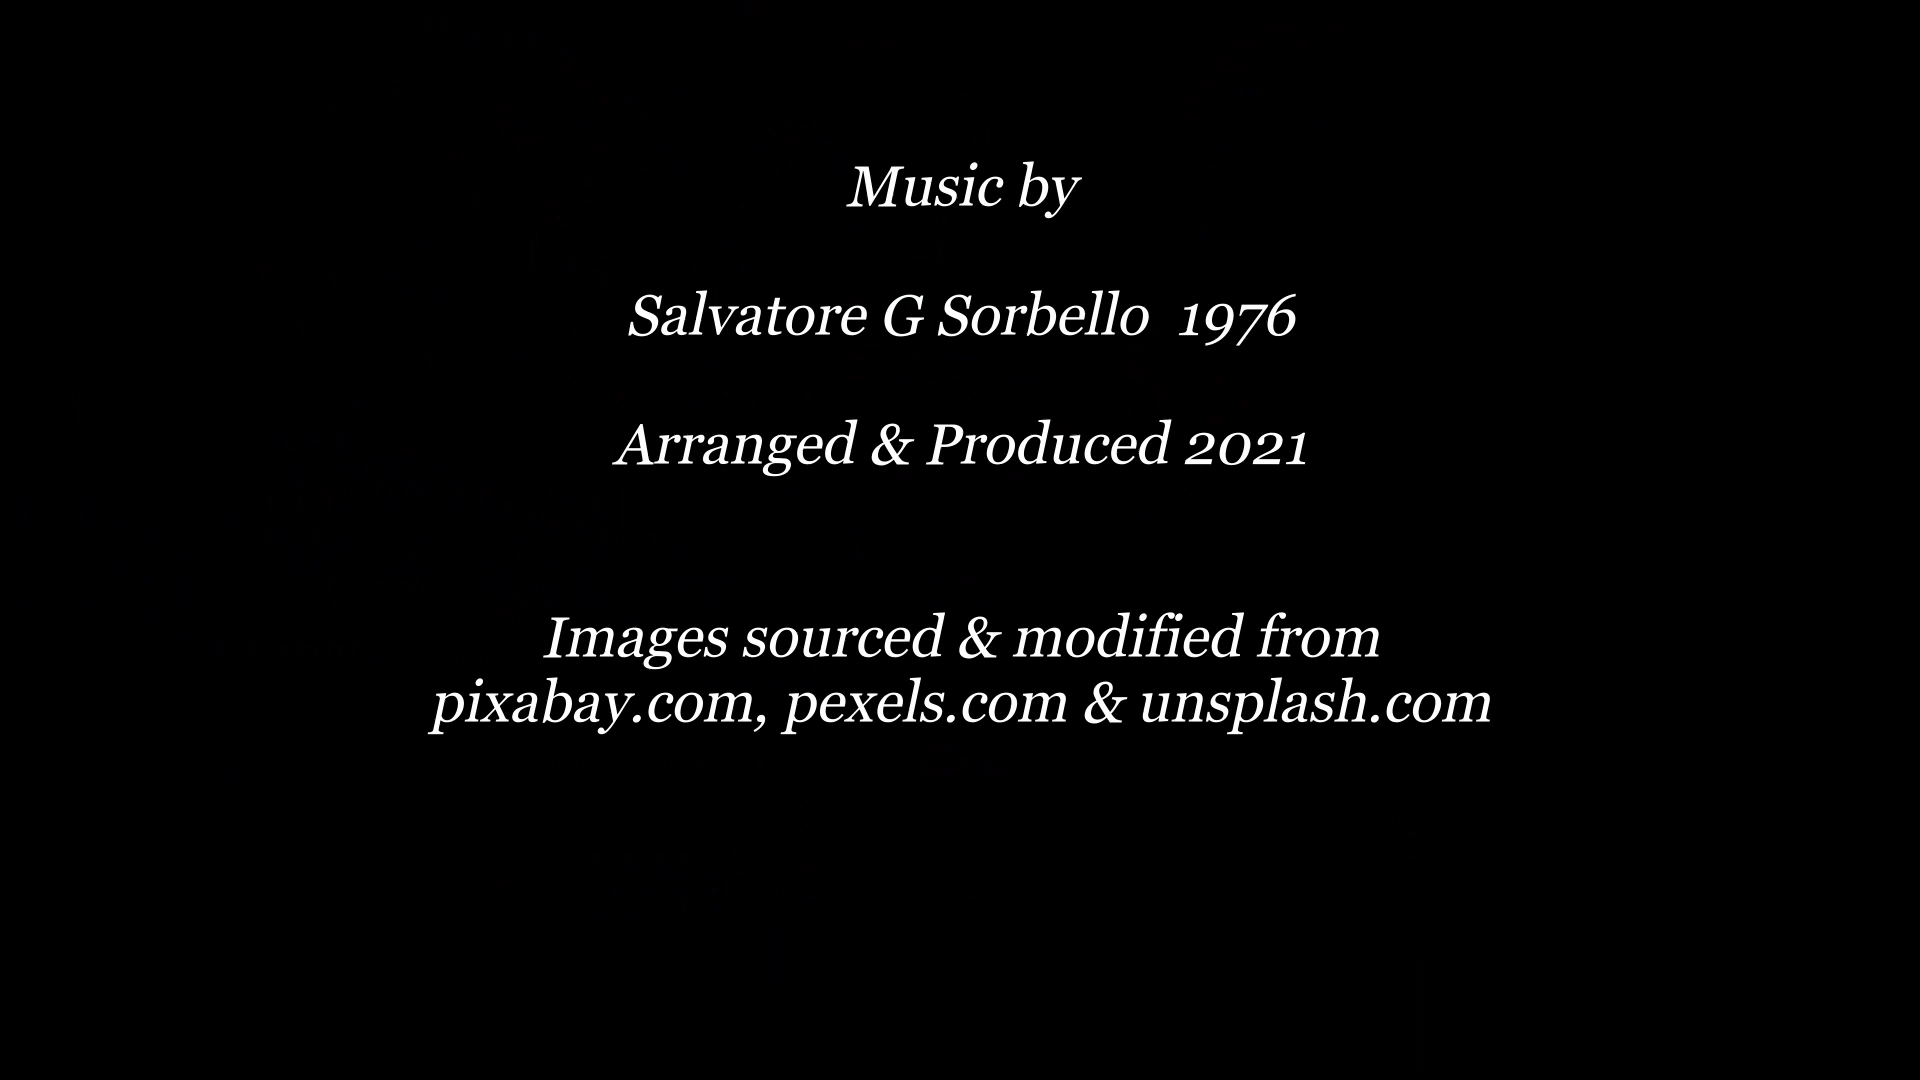 Music by
Salvatore G Sorbello  1976
Arranged & Produced 2021
Images sourced & modified from
pixabay.com, pexels.com & unsplash.com